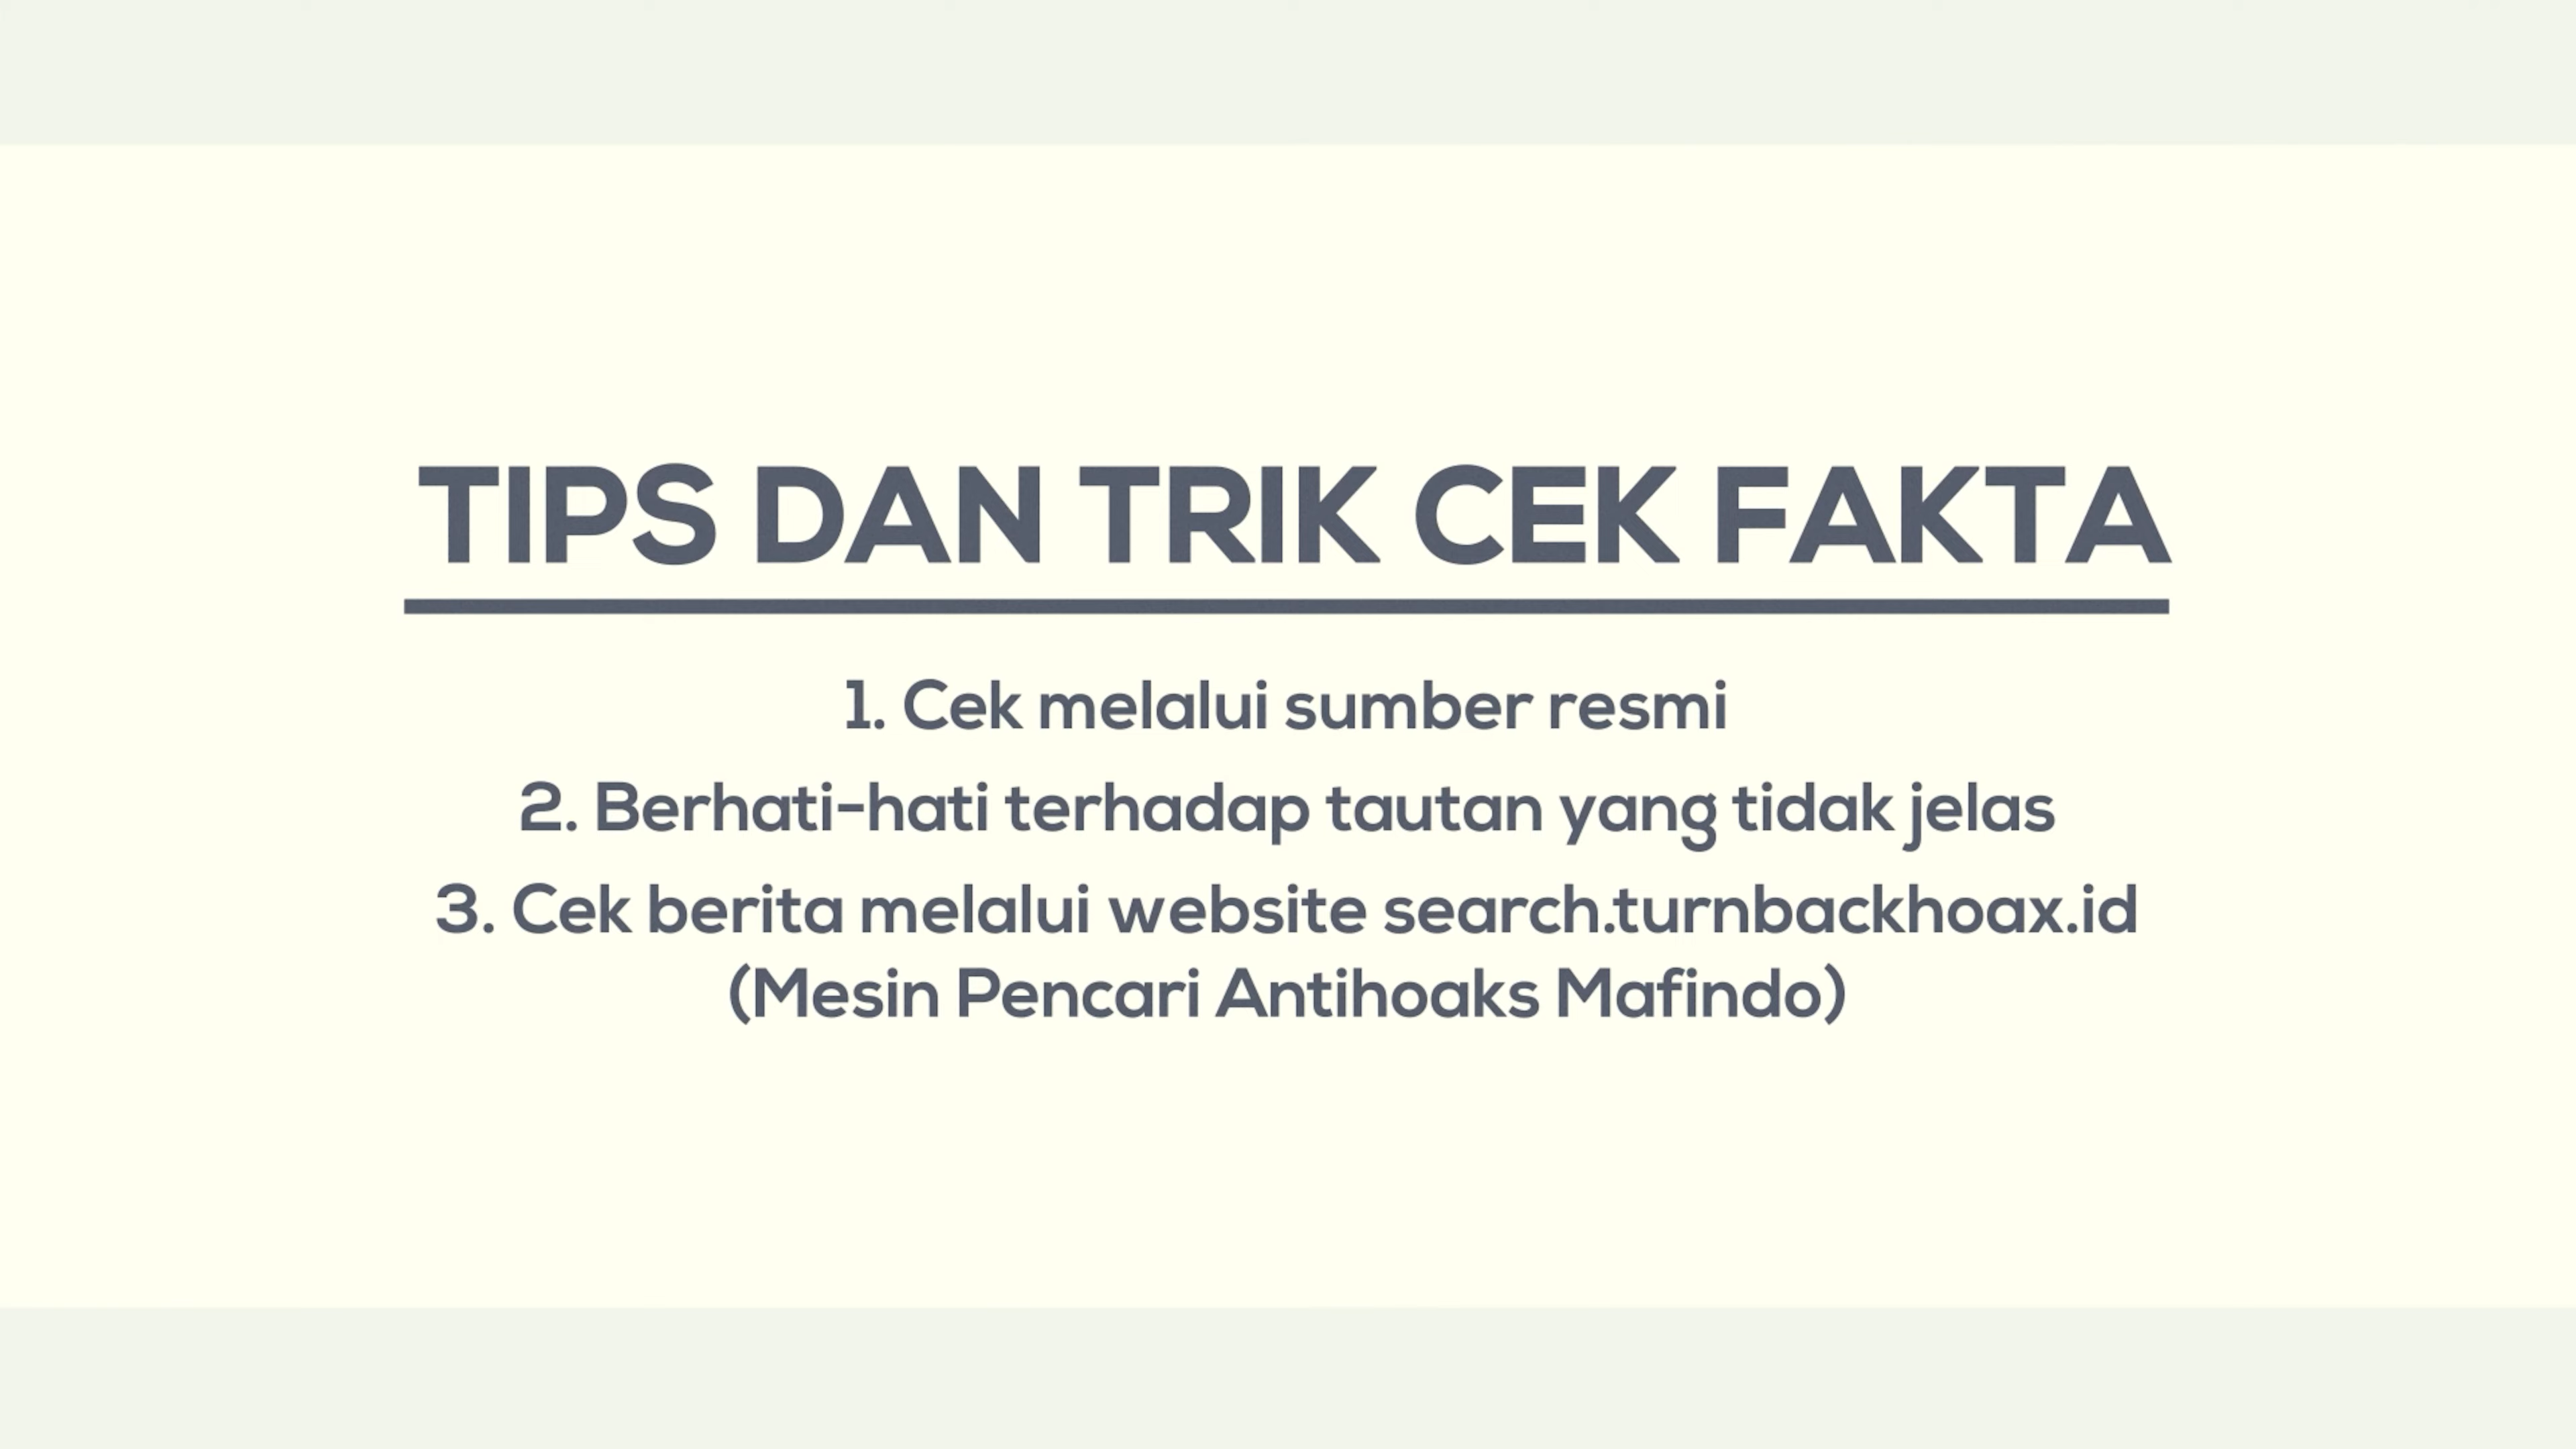 TIPS DAN TRIK CEK FAKTA
1. Cek melalui sumber resmi
2. Berhati-hati terhadap tautan yang tidak jelas
3. Cek berita melalui website search.turnbackhoax.id
(Mesin Pencari Antihoaks Mafindo)